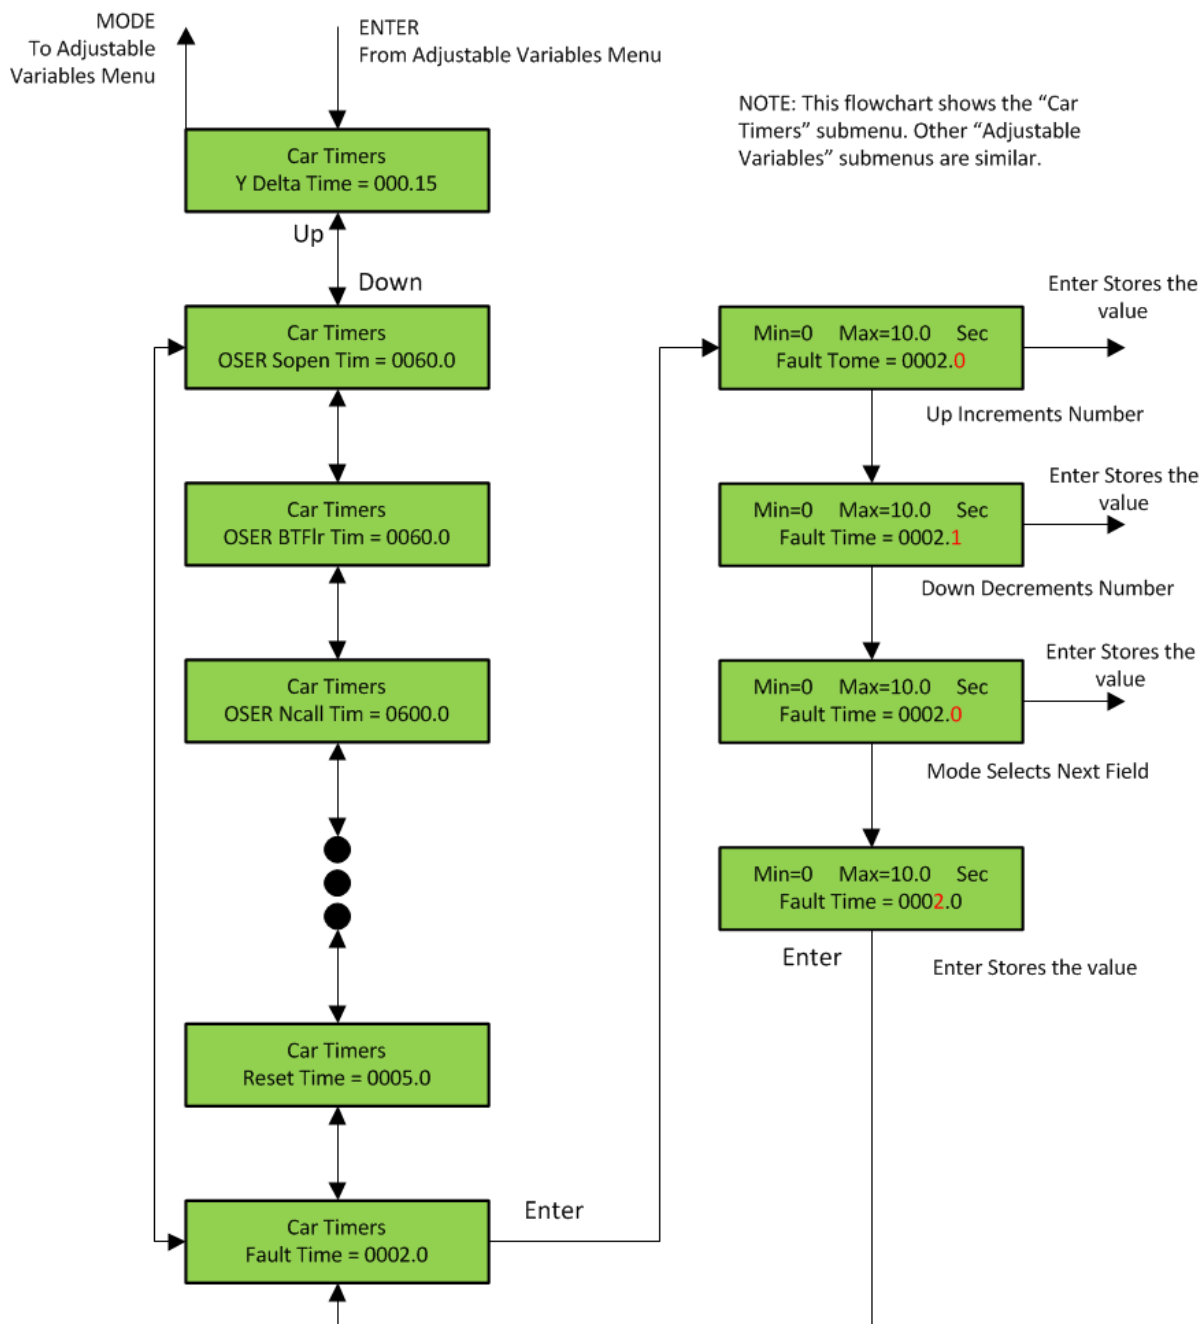 MODE
To Adjustable
Variables Menu
ENTER
From Adjustable Variables Menu
NOTE: This flowchart shows the “Car
Timers” submenu. Other “Adjustable
Variables” submenus are similar.
Car Timers
Y Delta Time = 000.15
Up
Down
Car Timers
OSER Sopen Tim = 0060.0
Car Timers
OSER BTFlr Tim = 0060.0
Car Timers
OSER Ncall Tim = 0600.0
Car Timers
Reset Time = 0005.0
Car Timers
Fault Time = 0002.0
Enter
Min=0 Max=10.0 Sec
Fault Tome = 0002.0
Enter Stores the
value
Up Increments Number
Min=0 Max=10.0 Sec
Fault Time = 0002.1
Enter Stores the
value
Down Decrements Number
Min=0 Max=10.0 Sec
Fault Time = 0002.0
Enter Stores the
value
Mode Selects Next Field
Min=0 Max=10.0 Sec
Fault Time = 0002.0
Enter
Enter Stores the value